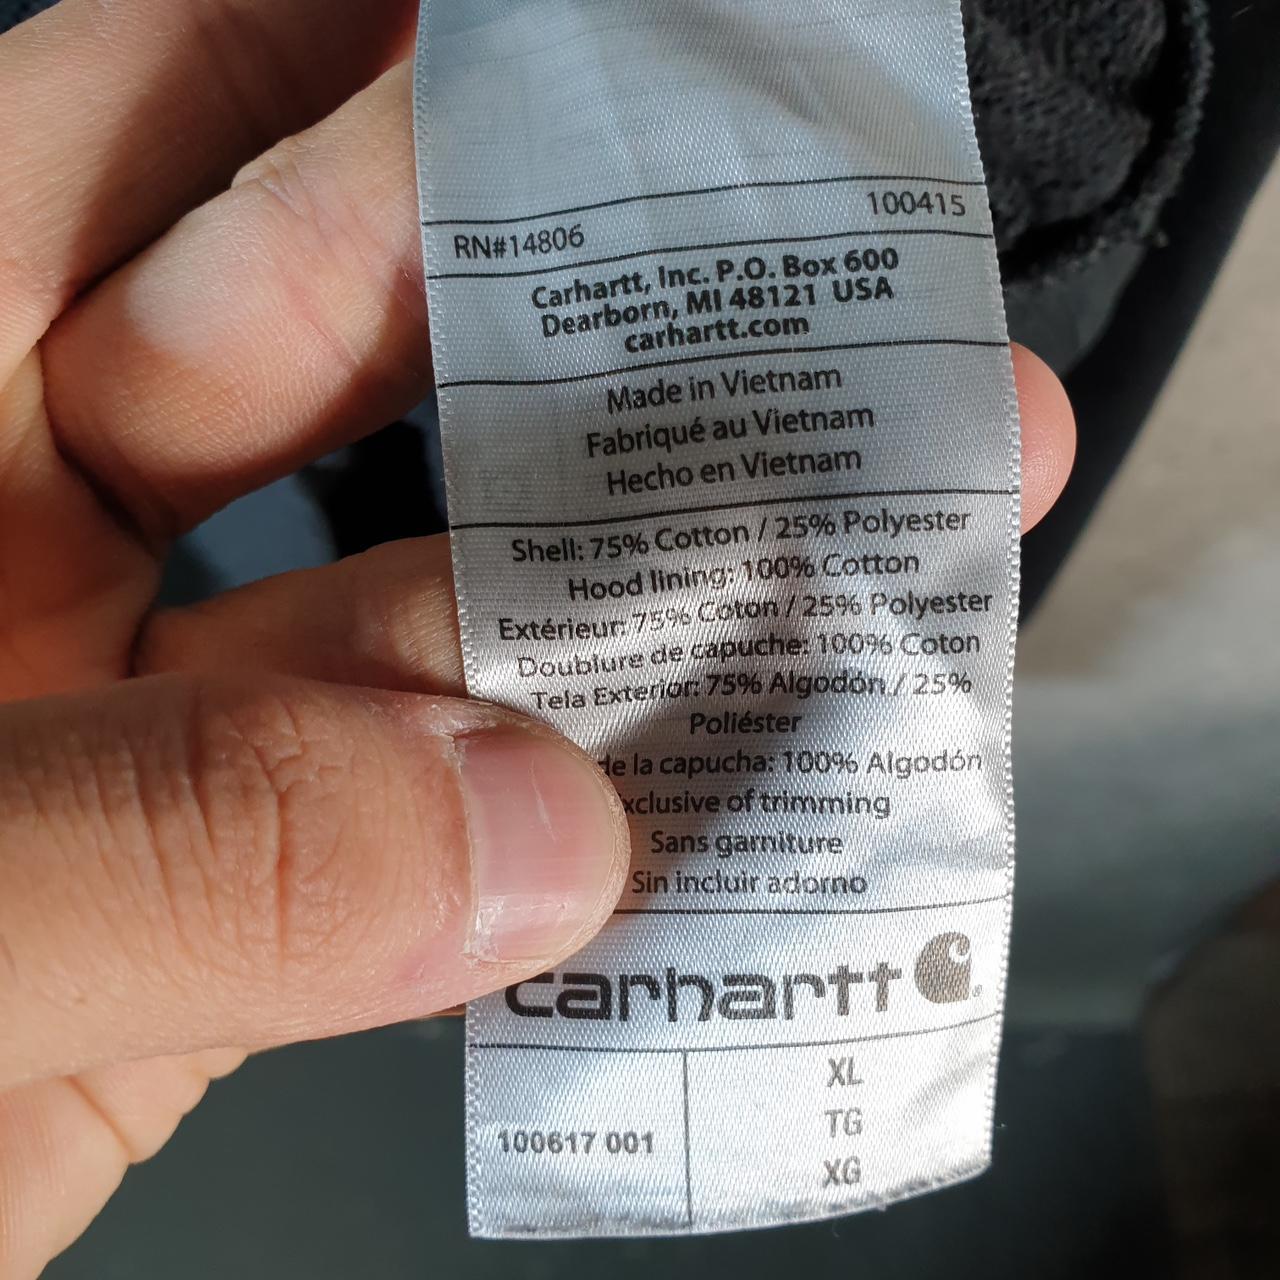 100415
RN#14806
Carhartt, Inc. P.O. Box 600
Dearborn, MI 48121 USA
carhartt.com
Made in Vietnam
Fabriqué au Vietnam
Hecho en Vietnam
Shell: 75% Cotton / 25% Polyester
Hood lining: 100% Cotton
Extérieur: 75% Coton / 25% Polyester
Doublure de capuche: 100% Coton
Tela Exterior: 75% Algodón / 25%
Poliéster
de la capucha: 100% Algodón
xclusive of trimming
Sans garniture
Sin incluir adorno
carhartt
100617 001
XL
TG
XG